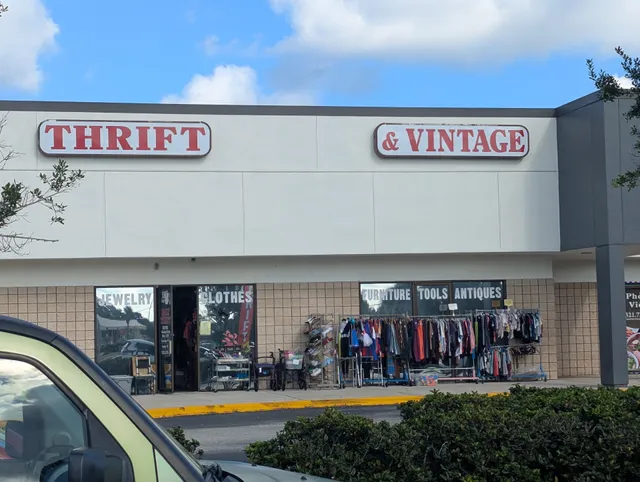 THRIFT
& VINTAGE
JEWELRY
CLOTHES
FURNITURE
TOOLS
ANTIQUES